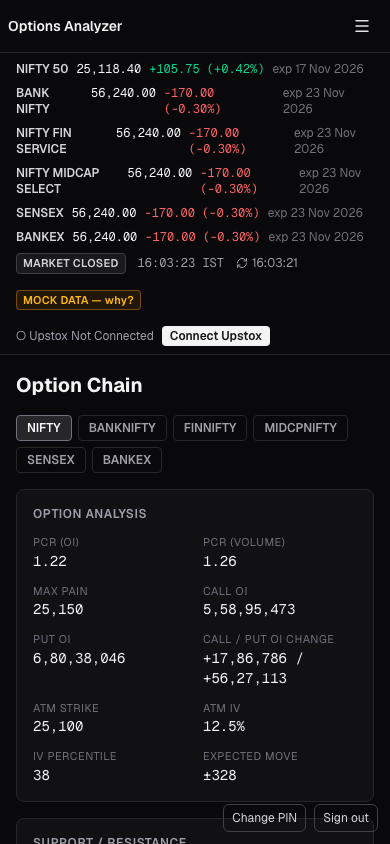 Options Analyzer
NIFTY 50 25,118.40 +105.75 (+0.42%) exp 17 Nov 2026
BANK NIFTY 56,240.00 -170.00 (-0.30%) exp 23 Nov 2026
NIFTY FIN SERVICE 56,240.00 -170.00 (-0.30%) exp 23 Nov 2026
NIFTY MIDCAP SELECT 56,240.00 -170.00 (-0.30%) exp 23 Nov 2026
SENSEX 56,240.00 -170.00 (-0.30%) exp 23 Nov 2026
BANKEX 56,240.00 -170.00 (-0.30%) exp 23 Nov 2026
MARKET CLOSED 16:03:23 IST 16:03:21
MOCK DATA — why?
Upstox Not Connected Connect Upstox
Option Chain
NIFTY BANKNIFTY FINNIFTY MIDCPNIFTY
SENSEX BANKEX
OPTION ANALYSIS
PCR (OI) PCR (VOLUME)
1.22 1.26
MAX PAIN CALL OI
25,150 5,58,95,473
PUT OI CALL / PUT OI CHANGE
6,80,38,046 +17,86,786 /
+56,27,113
ATM STRIKE ATM IV
25,100 12.5%
IV PERCENTILE EXPECTED MOVE
38 ±328
Change PIN Sign out
SUPPORT / RESISTANCE